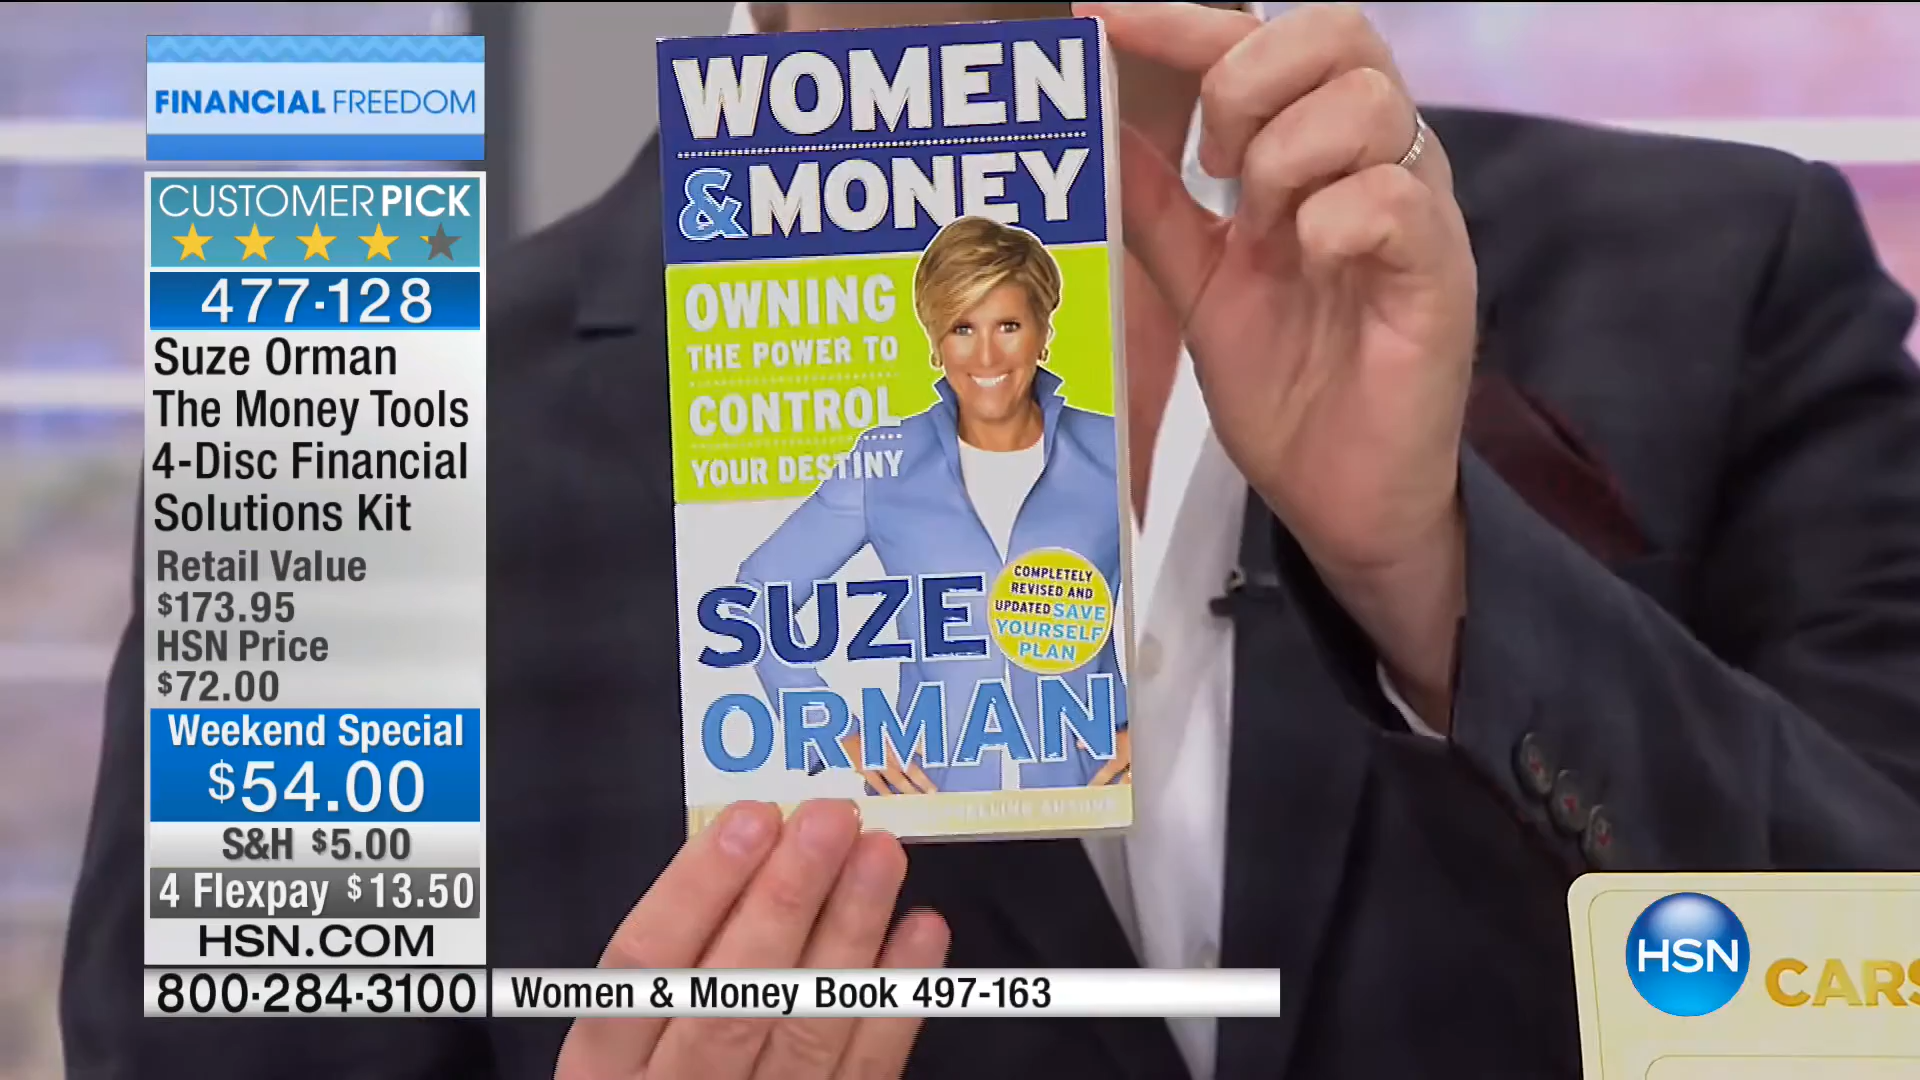 FINANCIAL FREEDOM
CUSTOMER PICK
477-128
Suze Orman
The Money Tools
4-Disc Financial
Solutions Kit
Retail Value
$173.95
HSN Price
$72.00
Weekend Special
$54.00
S&H $5.00
4 Flexpay $13.50
HSN.COM
800-284-3100
Women & Money Book 497-163
WOMEN
& MONEY
OWNING
THE POWER TO
CONTROL
YOUR DESTINY
SUZE
ORMAN
COMPLETELY
REVISED AND
UPDATED SAVE
YOURSELF
PLAN
HSN